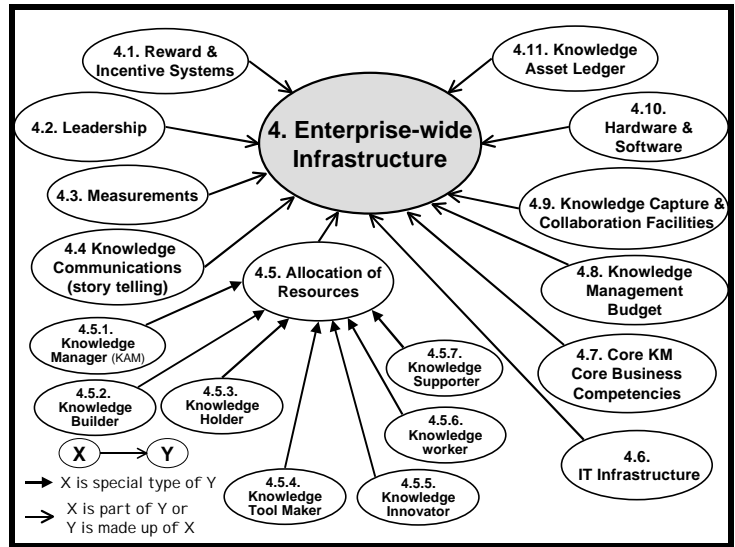 4.1. Reward &
Incentive Systems
4.11. Knowledge
Asset Ledger
4.2. Leadership
4. Enterprise-wide
Infrastructure
4.10.
Hardware &
Software
4.3. Measurements
4.9. Knowledge Capture &
Collaboration Facilities
4.4 Knowledge
Communications
(story telling)
4.5. Allocation of
Resources
4.8. Knowledge
Management
Budget
4.5.1.
Knowledge
Manager (KAM)
4.5.2.
Knowledge
Builder
4.5.3.
Knowledge
Holder
4.5.7.
Knowledge
Supporter
4.7. Core KM
Core Business
Competencies
4.5.6.
Knowledge
worker
4.6.
IT Infrastructure
4.5.4.
Knowledge
Tool Maker
4.5.5.
Knowledge
Innovator
X Y
X is special type of Y
X is part of Y or
Y is made up of X